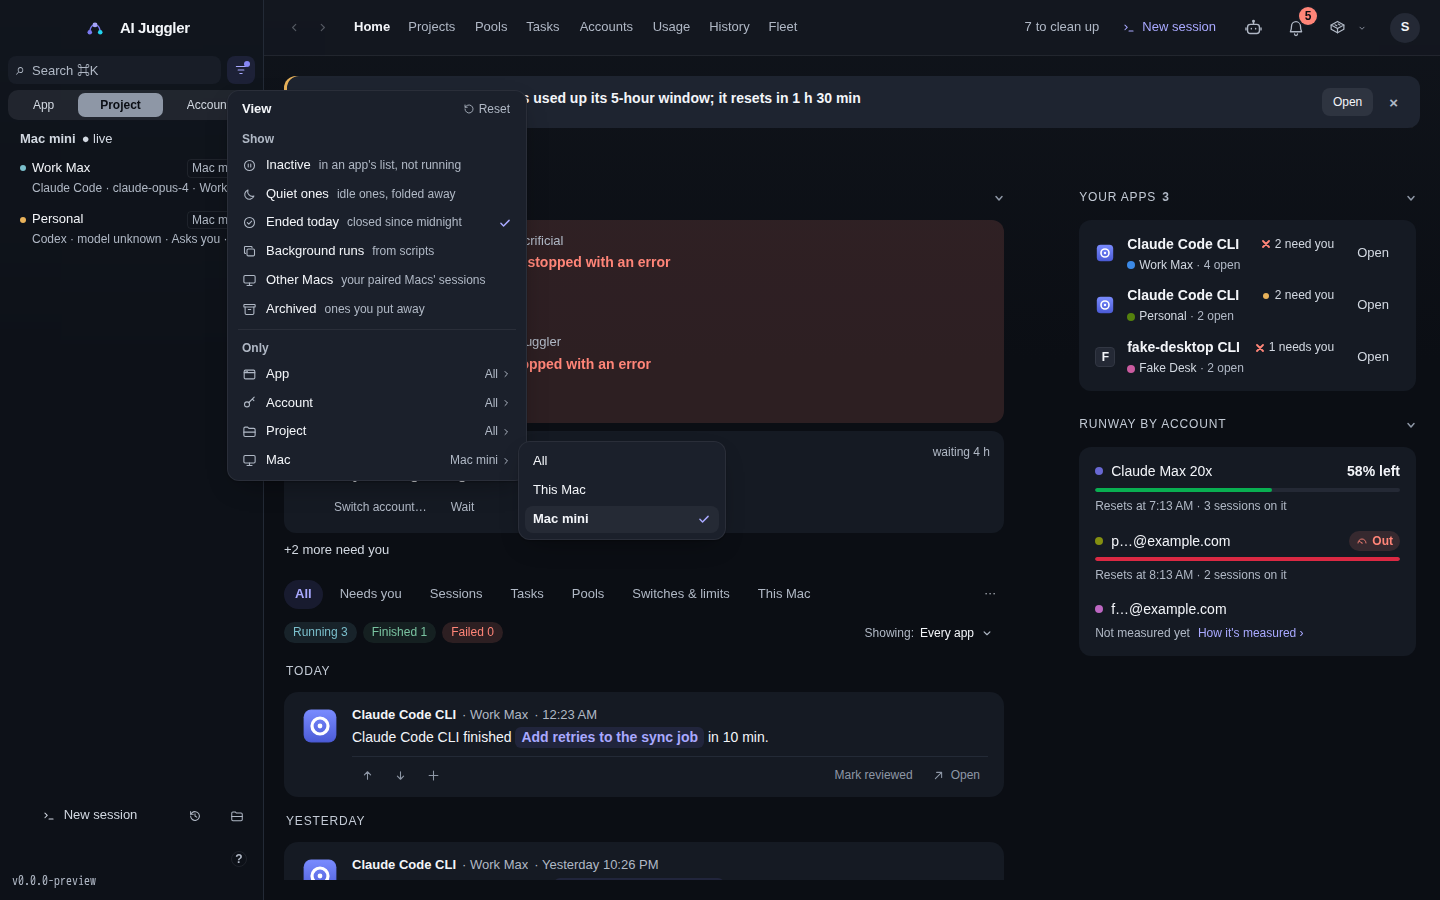 AI Juggler
Home Projects Pools Tasks Accounts Usage History Fleet
7 to clean up New session 5 S
Search ⌘K
App Project Accoun
Mac mini live
Work Max Mac m
Claude Code · claude-opus-4 · Work
Personal Mac m
Codex · model unknown · Asks you ·
New session
?
v0.0.0-preview
used up its 5-hour window; it resets in 1 h 30 min
Open ×
View Reset
Show
Inactive in an app's list, not running
Quiet ones idle ones, folded away
Ended today closed since midnight
Background runs from scripts
Other Macs your paired Macs' sessions
Archived ones you put away
Only
App All
Account All
Project All
Mac Mac mini
All
This Mac
Mac mini
stopped with an error
with an error
waiting 4 h
Switch account… Wait
+2 more need you
All Needs you Sessions Tasks Pools Switches & limits This Mac ···
Running 3 Finished 1 Failed 0
Showing: Every app
TODAY
Claude Code CLI · Work Max · 12:23 AM
Claude Code CLI finished Add retries to the sync job in 10 min.
Mark reviewed Open
YESTERDAY
Claude Code CLI · Work Max · Yesterday 10:26 PM
YOUR APPS 3
Claude Code CLI 2 need you
Work Max · 4 open
Open
Claude Code CLI 2 need you
Personal · 2 open
Open
F fake-desktop CLI 1 needs you
Fake Desk · 2 open
Open
RUNWAY BY ACCOUNT
Claude Max 20x 58% left
Resets at 7:13 AM · 3 sessions on it
p…@example.com Out
Resets at 8:13 AM · 2 sessions on it
f…@example.com
Not measured yet How it's measured ›